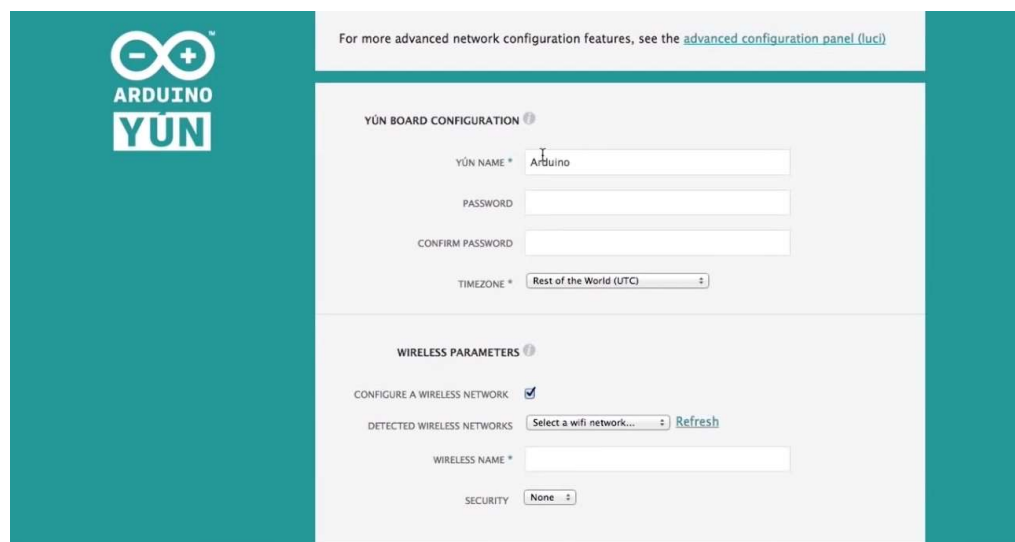 ARDUINO
YÚN
For more advanced network configuration features, see the advanced configuration panel (luci)
YÚN BOARD CONFIGURATION i
YÚN NAME * Arduino
PASSWORD
CONFIRM PASSWORD
TIMEZONE * Rest of the World (UTC)
WIRELESS PARAMETERS i
CONFIGURE A WIRELESS NETWORK
DETECTED WIRELESS NETWORKS Select a wifi network... Refresh
WIRELESS NAME *
SECURITY None